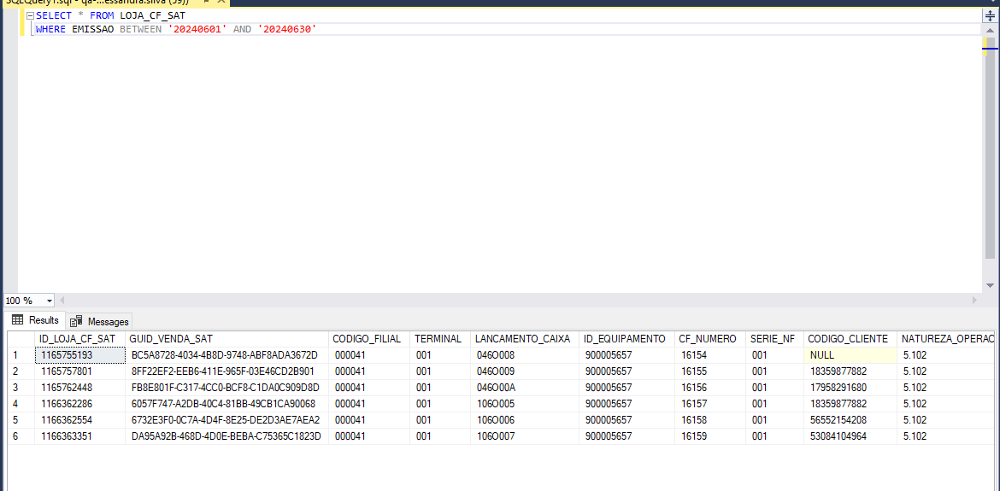 SQLQuery1.sql - qa-...essandra.silva (59))
SELECT * FROM LOJA_CF_SAT
WHERE EMISSAO BETWEEN '20240601' AND '20240630'
100 %
Results Messages
ID_LOJA_CF_SAT GUID_VENDA_SAT CODIGO_FILIAL TERMINAL LANCAMENTO_CAIXA ID_EQUIPAMENTO CF_NUMERO SERIE_NF CODIGO_CLIENTE NATUREZA_OPERAC
1 1165755193 BC5A8728-4034-4B8D-9748-ABF8ADA3672D 000041 001 046O008 900005657 16154 001 NULL 5.102
2 1165757801 8FF22EF2-EEB6-411E-965F-03E46CD2B901 000041 001 046O009 900005657 16155 001 18359877882 5.102
3 1165762448 FB8E801F-C317-4CC0-BCF8-C1DA0C909D8D 000041 001 046O00A 900005657 16156 001 17958291680 5.102
4 1166362286 6057F747-A2DB-40C4-81BB-49CB1CA90068 000041 001 106O005 900005657 16157 001 18359877882 5.102
5 1166362554 6732E3F0-0C7A-4D4F-8E25-DE2D3AE7AEA2 000041 001 106O006 900005657 16158 001 56552154208 5.102
6 1166363351 DA95A92B-468D-4D0E-BEBA-C75365C1823D 000041 001 106O007 900005657 16159 001 53084104964 5.102